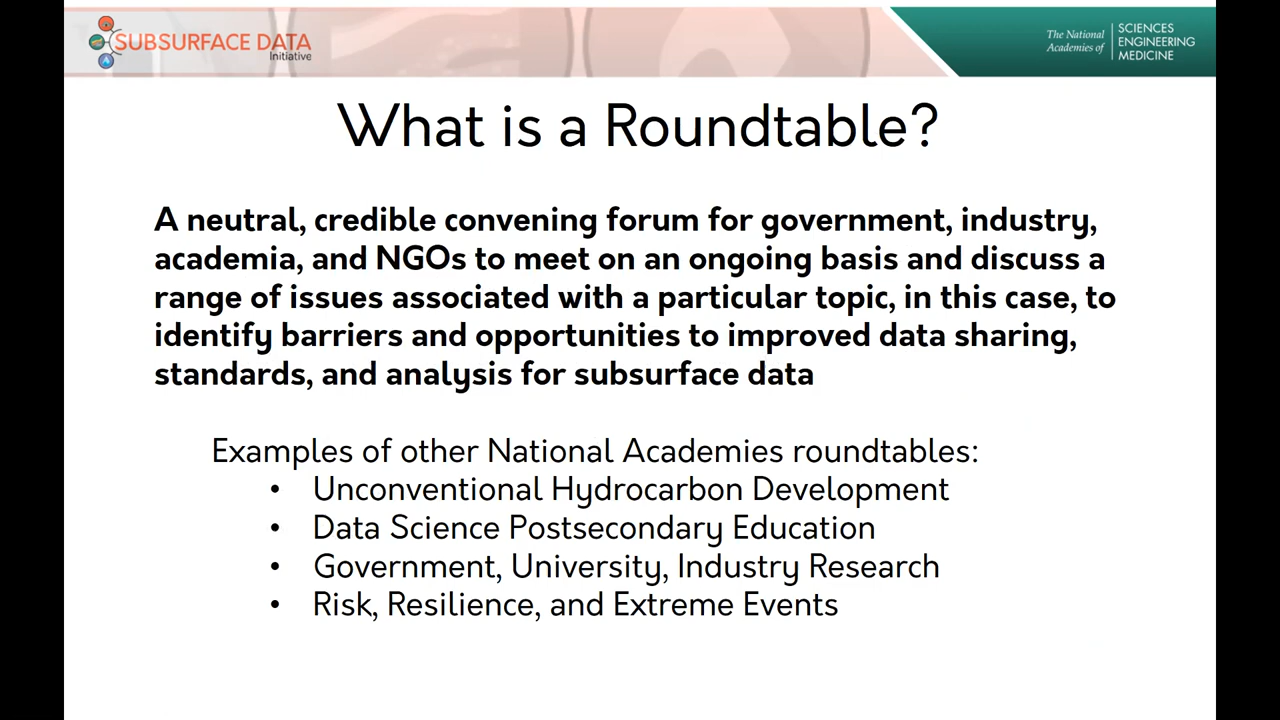 SUBSURFACE DATA
Initiative
The National
Academies of
SCIENCES
ENGINEERING
MEDICINE
What is a Roundtable?
A neutral, credible convening forum for government, industry,
academia, and NGOs to meet on an ongoing basis and discuss a
range of issues associated with a particular topic, in this case, to
identify barriers and opportunities to improved data sharing,
standards, and analysis for subsurface data
Examples of other National Academies roundtables:
• Unconventional Hydrocarbon Development
• Data Science Postsecondary Education
• Government, University, Industry Research
• Risk, Resilience, and Extreme Events